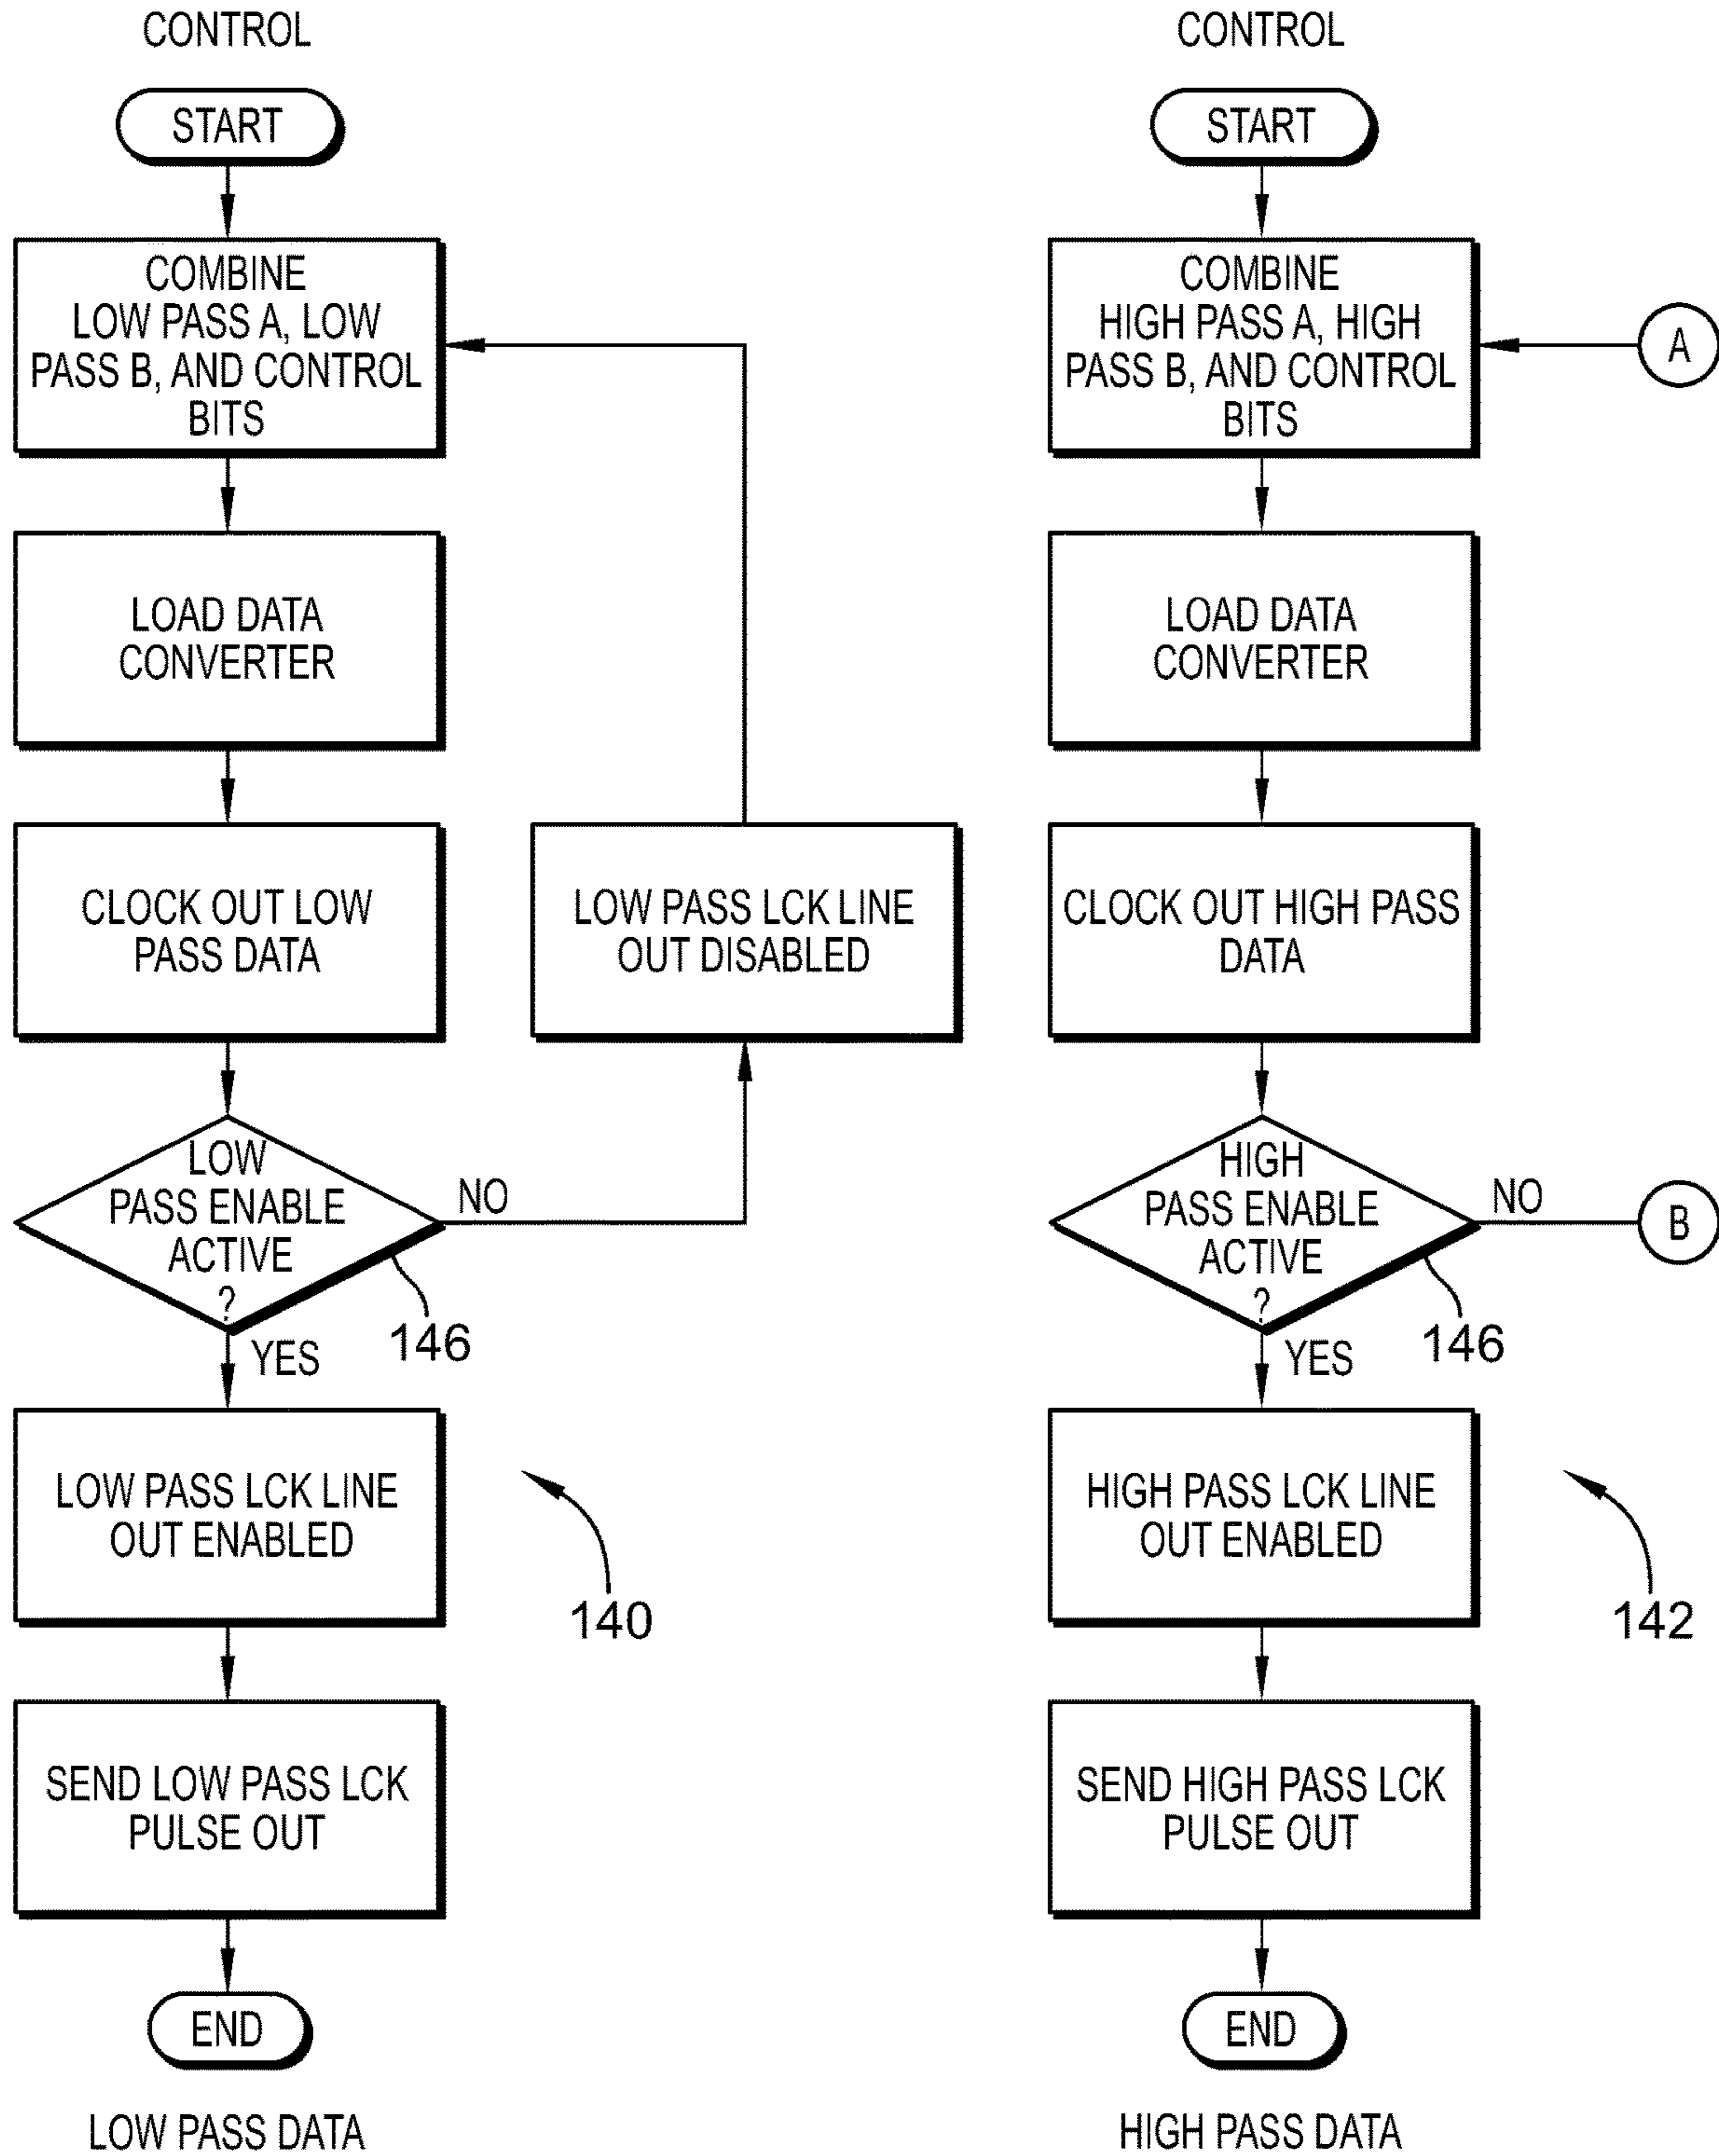 CONTROL
START
COMBINE
LOW PASS A, LOW
PASS B, AND CONTROL
BITS
LOAD DATA
CONVERTER
CLOCK OUT LOW
PASS DATA
LOW PASS LCK LINE
OUT DISABLED
LOW
PASS ENABLE
ACTIVE
?
NO
146
YES
LOW PASS LCK LINE
OUT ENABLED
140
SEND LOW PASS LCK
PULSE OUT
END
LOW PASS DATA
CONTROL
START
COMBINE
HIGH PASS A, HIGH
PASS B, AND CONTROL
BITS
A
LOAD DATA
CONVERTER
CLOCK OUT HIGH PASS
DATA
HIGH
PASS ENABLE
ACTIVE
?
NO
B
146
YES
HIGH PASS LCK LINE
OUT ENABLED
142
SEND HIGH PASS LCK
PULSE OUT
END
HIGH PASS DATA